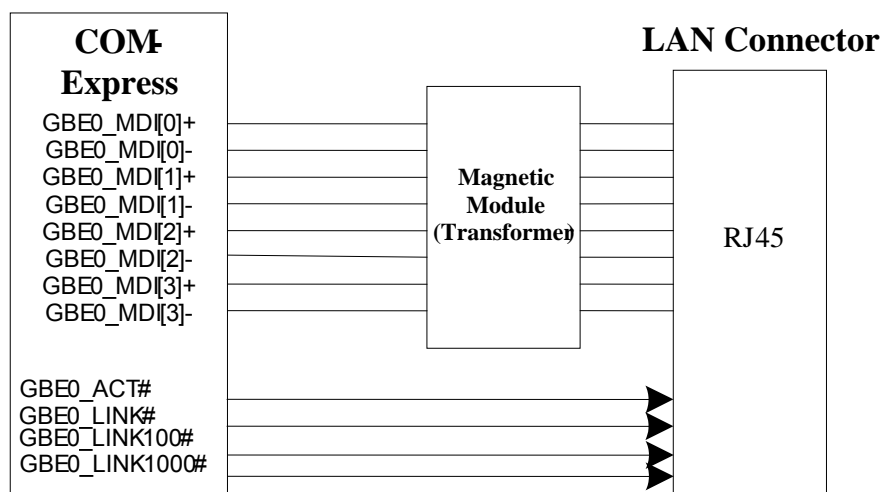 COM-
Express
LAN Connector
GBE0_MDI[0]+
GBE0_MDI[0]-
GBE0_MDI[1]+
GBE0_MDI[1]-
GBE0_MDI[2]+
GBE0_MDI[2]-
GBE0_MDI[3]+
GBE0_MDI[3]-
Magnetic
Module
(Transformer)
RJ45
GBE0_ACT#
GBE0_LINK#
GBE0_LINK100#
GBE0_LINK1000#